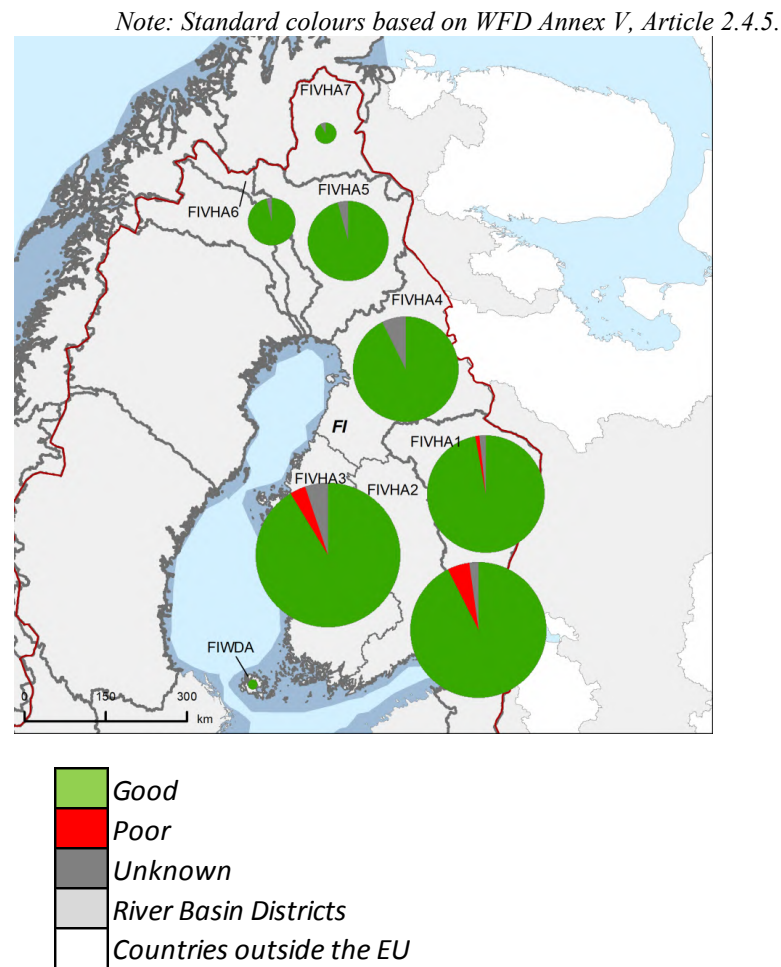 Note: Standard colours based on WFD Annex V, Article 2.4.5.
FIVHA7
FIVHA5
FIVHA6
FIVHA4
FI
FIVHA1
FIVHA3
FIVHA2
FIWDA
0 150 300
km
Good
Poor
Unknown
River Basin Districts
Countries outside the EU